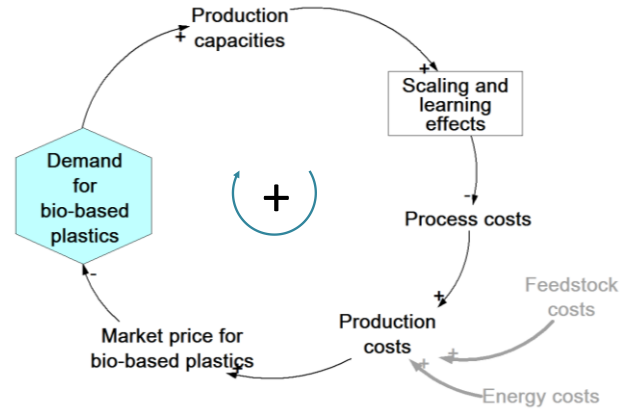 Production
+ capacities
+
Scaling and
learning
effects
Demand
for
bio-based
plastics
+
-
Process costs
-
+
Feedstock
costs
Production
costs
Market price for
bio-based plastics
+
+
+
Energy costs